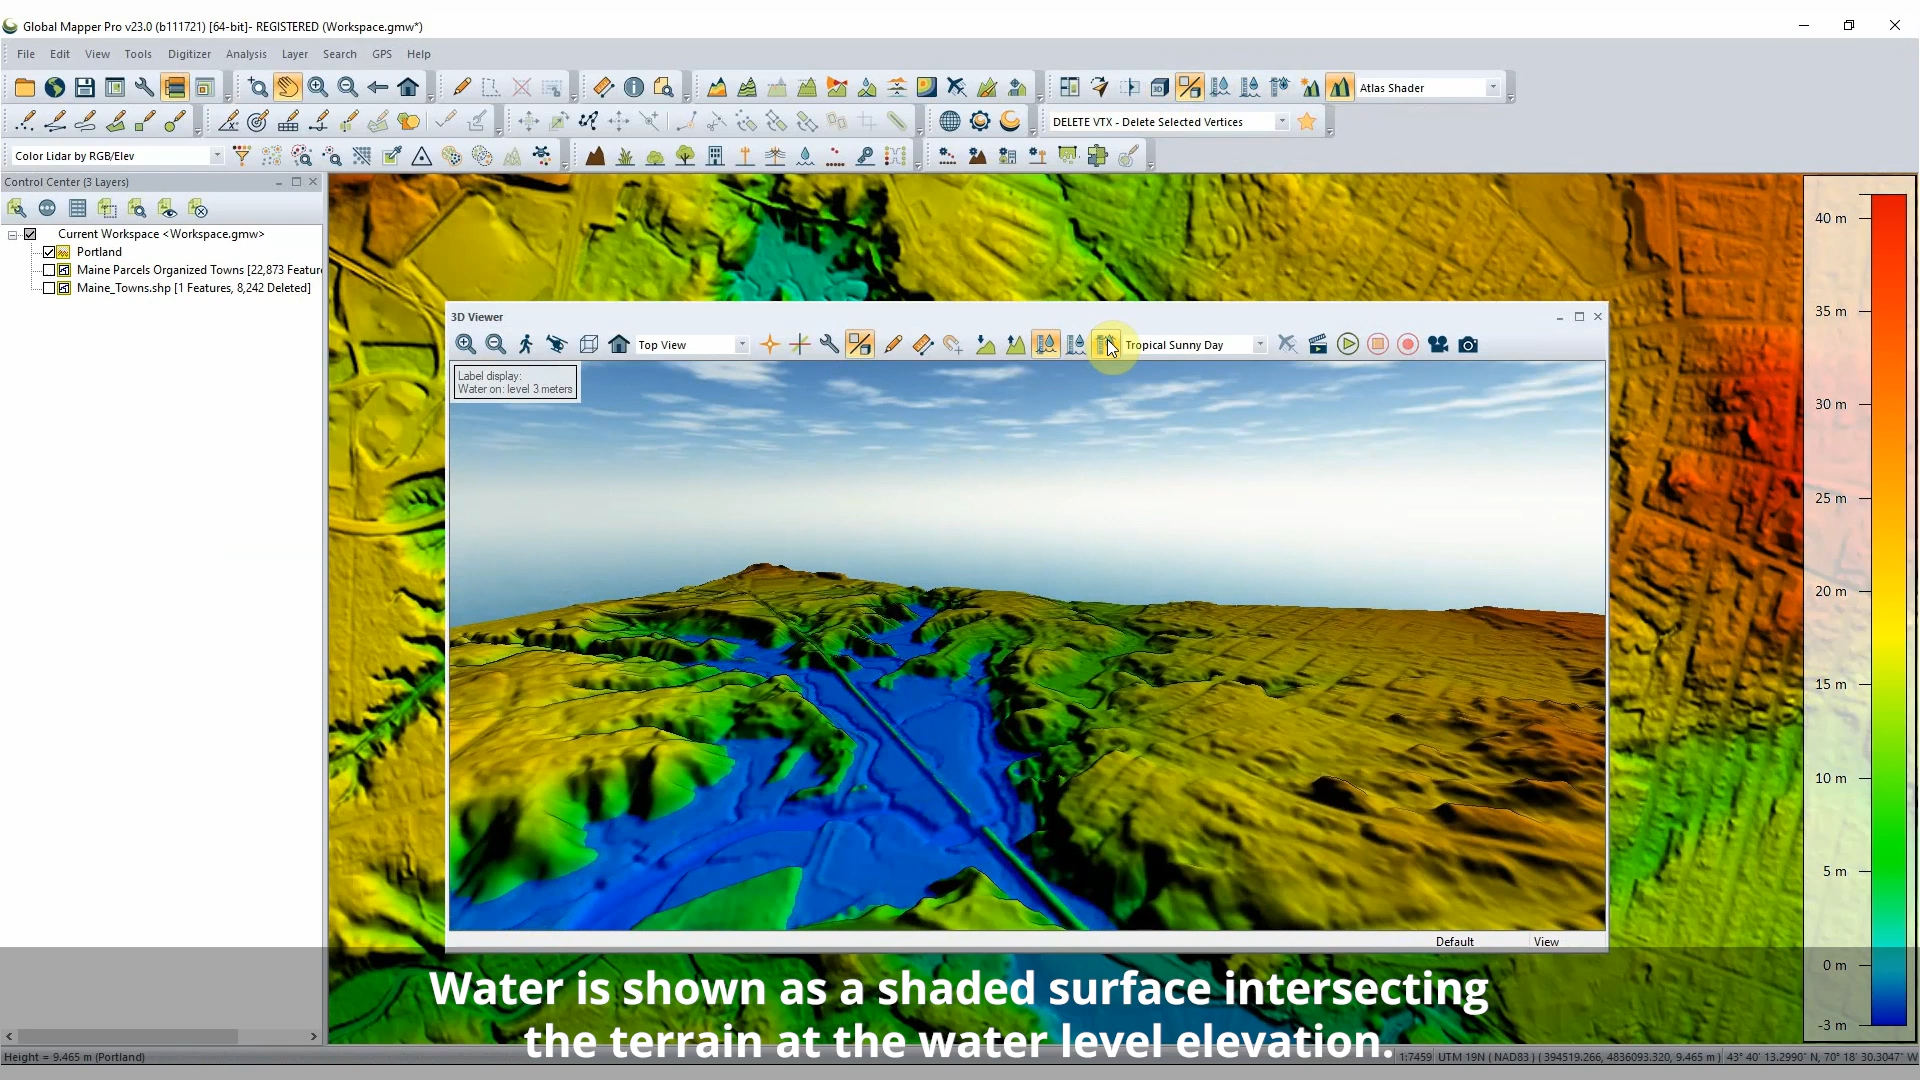 Global Mapper Pro v23.0 (b111721) [64-bit]- REGISTERED (Workspace.gmw*)
File Edit View Tools Digitizer Analysis Layer Search GPS Help
Atlas Shader
DELETE VTX - Delete Selected Vertices
Color Lidar by RGB/Elev
Control Center (3 Layers)
Current Workspace <Workspace.gmw>
Portland
Maine Parcels Organized Towns [22,873 Feature
Maine_Towns.shp [1 Features, 8,242 Deleted]
3D Viewer
Top View
Tropical Sunny Day
Label display:
Water on: level 3 meters
Default View
40 m
35 m
30 m
25 m
20 m
15 m
10 m
5 m
0 m
-3 m
Water is shown as a shaded surface intersecting
the terrain at the water level elevation.
Height = 9.465 m (Portland)
1:7459 UTM 19N ( NAD83 ) ( 394519.266, 4836093.320, 9.465 m ) 43° 40' 13.2990" N, 70° 18' 30.3047" W